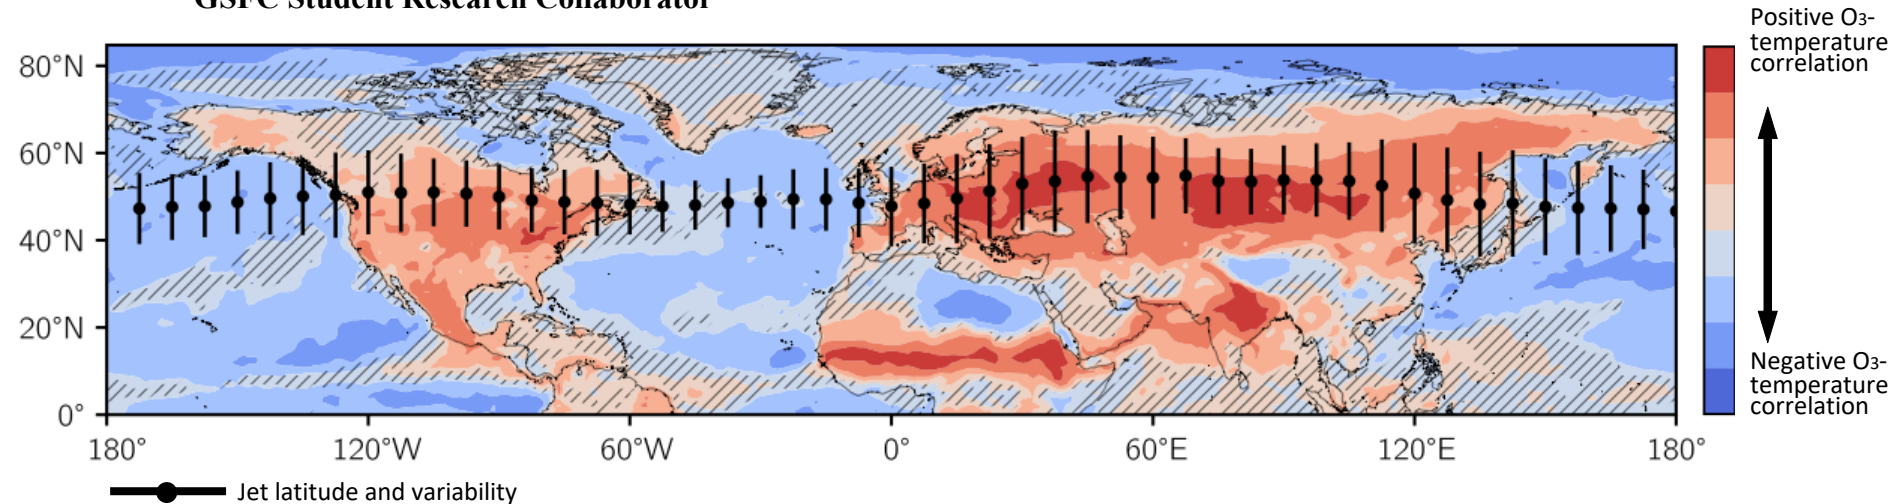 GSFC Student Research Collaborator
Positive O3-
temperature
correlation
80°N
60°N
40°N
20°N
0°
Negative O3-
temperature
correlation
180° 120°W 60°W 0° 60°E 120°E 180°
Jet latitude and variability